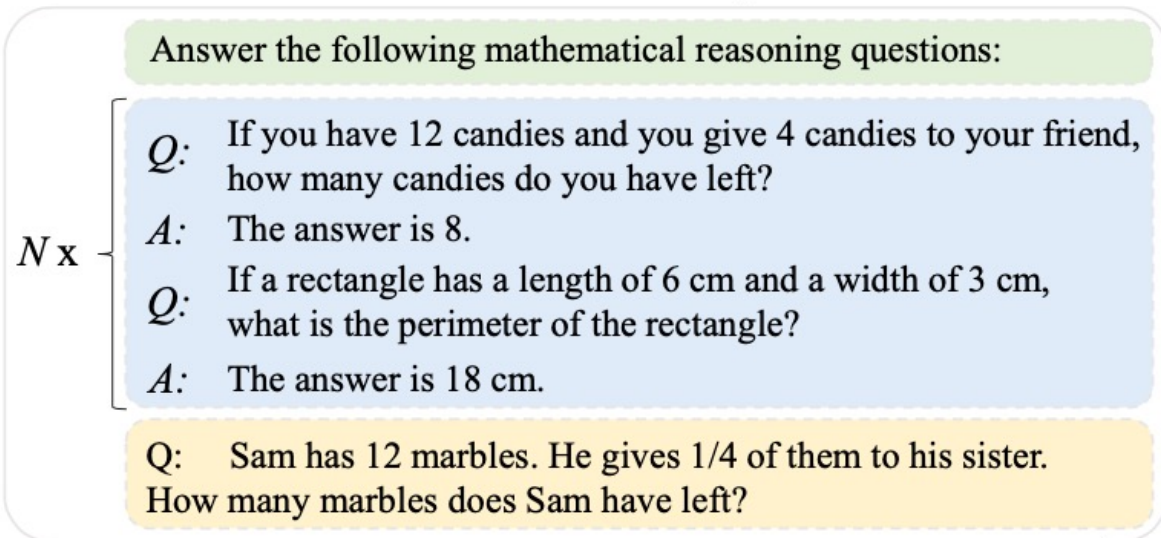 Answer the following mathematical reasoning questions:
Q: If you have 12 candies and you give 4 candies to your friend,
how many candies do you have left?
A: The answer is 8.
N x
Q: If a rectangle has a length of 6 cm and a width of 3 cm,
what is the perimeter of the rectangle?
A: The answer is 18 cm.
Q: Sam has 12 marbles. He gives 1/4 of them to his sister.
How many marbles does Sam have left?